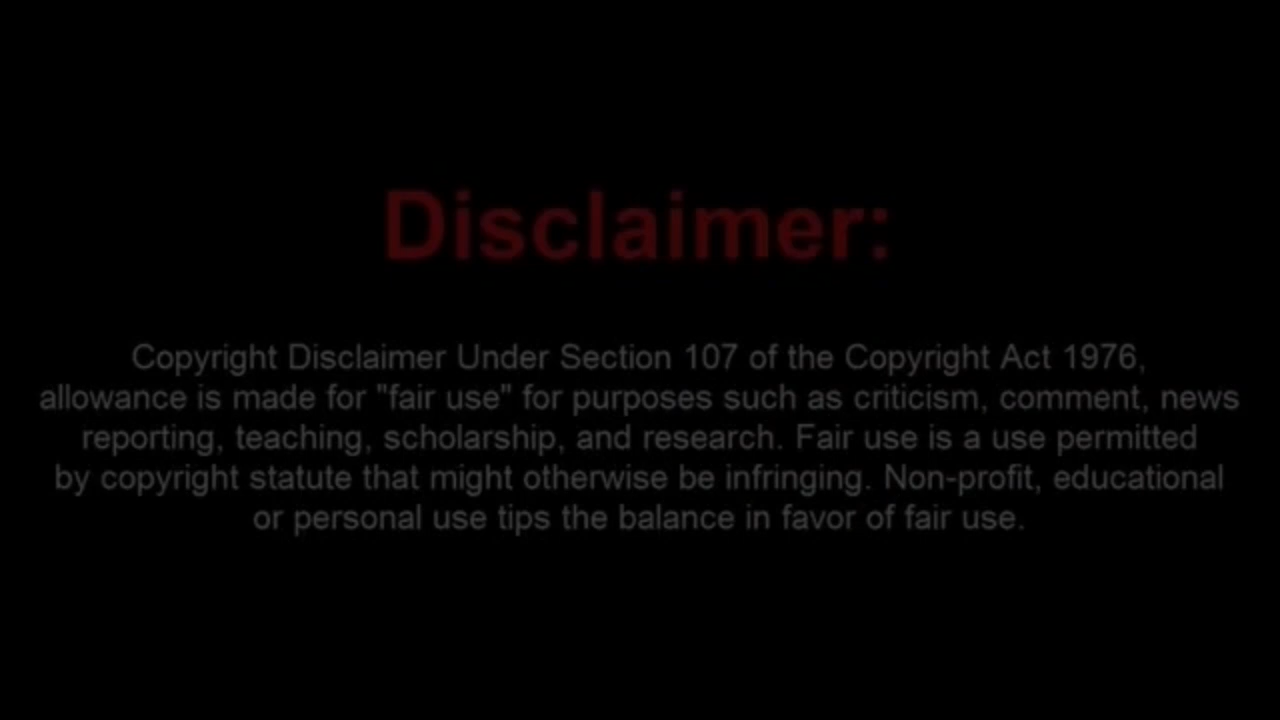 Disclaimer:
Copyright Disclaimer Under Section 107 of the Copyright Act 1976,
allowance is made for "fair use" for purposes such as criticism, comment, news
reporting, teaching, scholarship, and research. Fair use is a use permitted
by copyright statute that might otherwise be infringing. Non-profit, educational
or personal use tips the balance in favor of fair use.